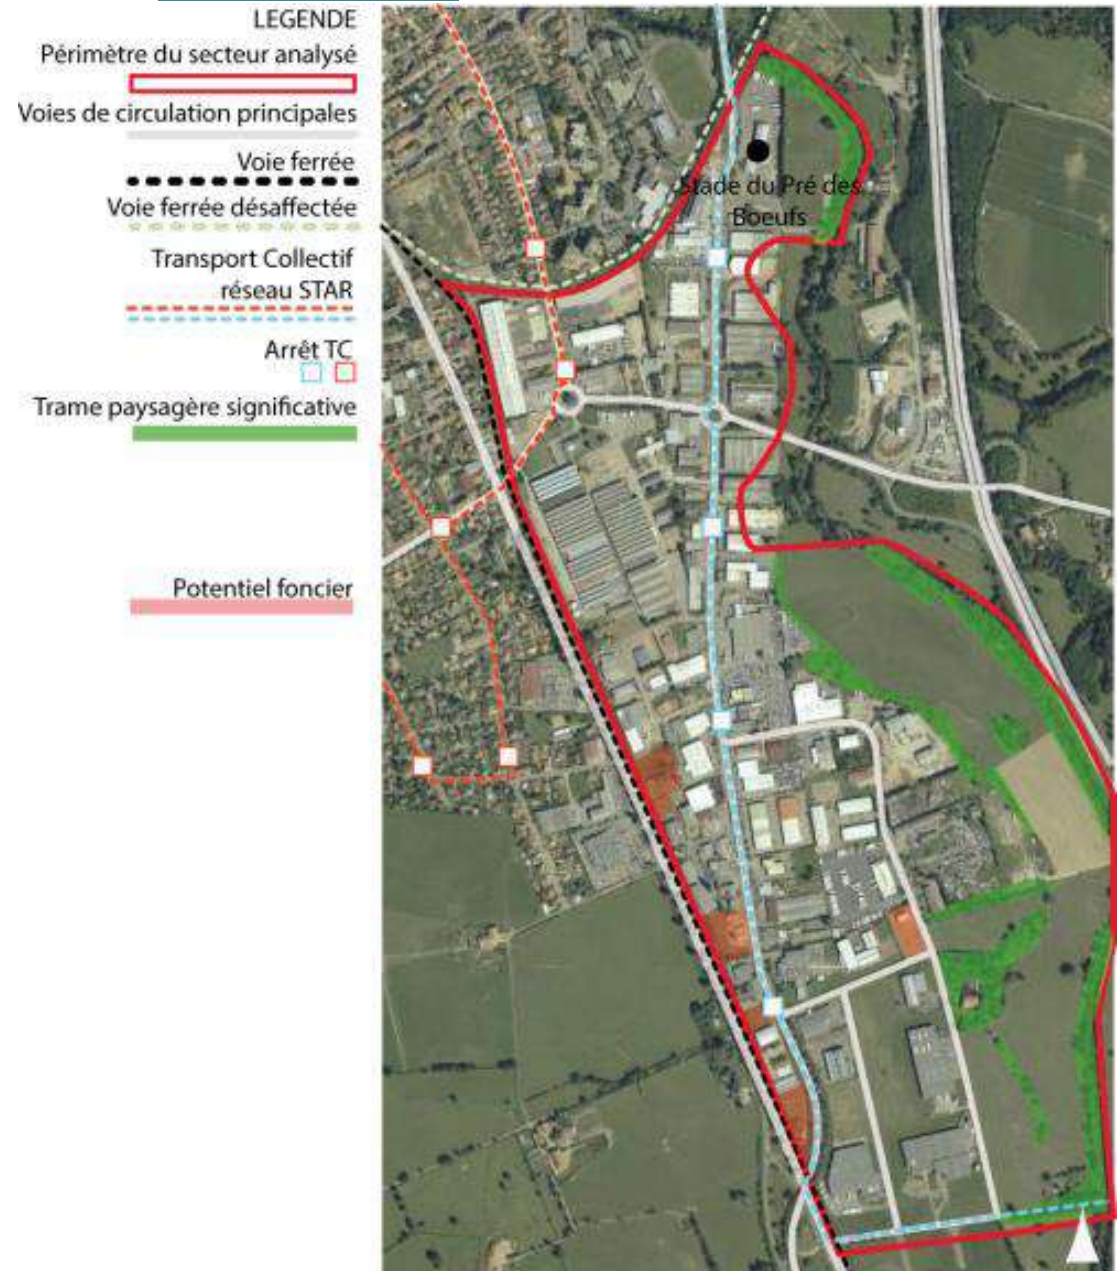 LEGENDE
Périmètre du secteur analysé
Voies de circulation principales
Voie ferrée
Voie ferrée désaffectée
Transport Collectif
réseau STAR
Arrêt TC
Trame paysagère significative
Potentiel foncier
Stade du Pré des
Boeufs